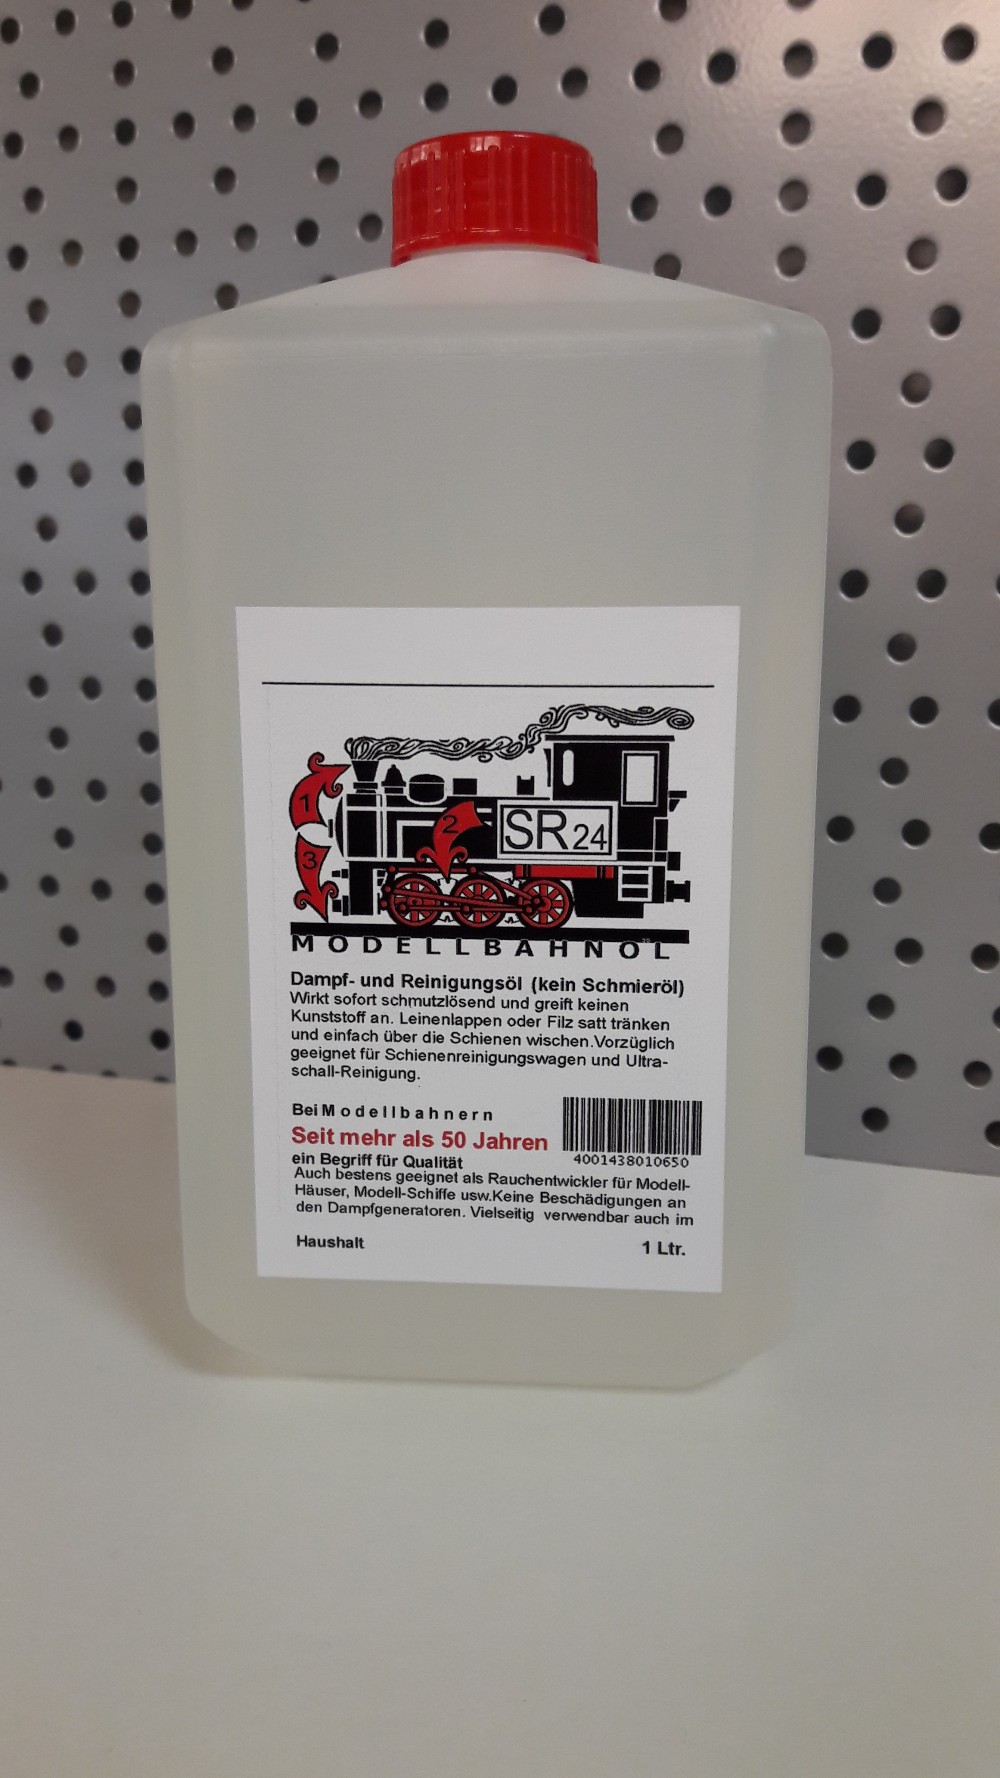 1
2
3
SR24
MODELLBAHNÖL
Dampf- und Reinigungsöl (kein Schmieröl)
Wirkt sofort schmutzlösend und greift keinen
Kunststoff an. Leinenlappen oder Filz satt tränken
und einfach über die Schienen wischen.Vorzüglich
geeignet für Schienenreinigungswagen und Ultra-
schall-Reinigung.
Bei Modellbahnern
Seit mehr als 50 Jahren
ein Begriff für Qualität
4001438010650
Auch bestens geeignet als Rauchentwickler für Modell-
Häuser, Modell-Schiffe usw.Keine Beschädigungen an
den Dampfgeneratoren. Vielseitig verwendbar auch im
Haushalt
1 Ltr.